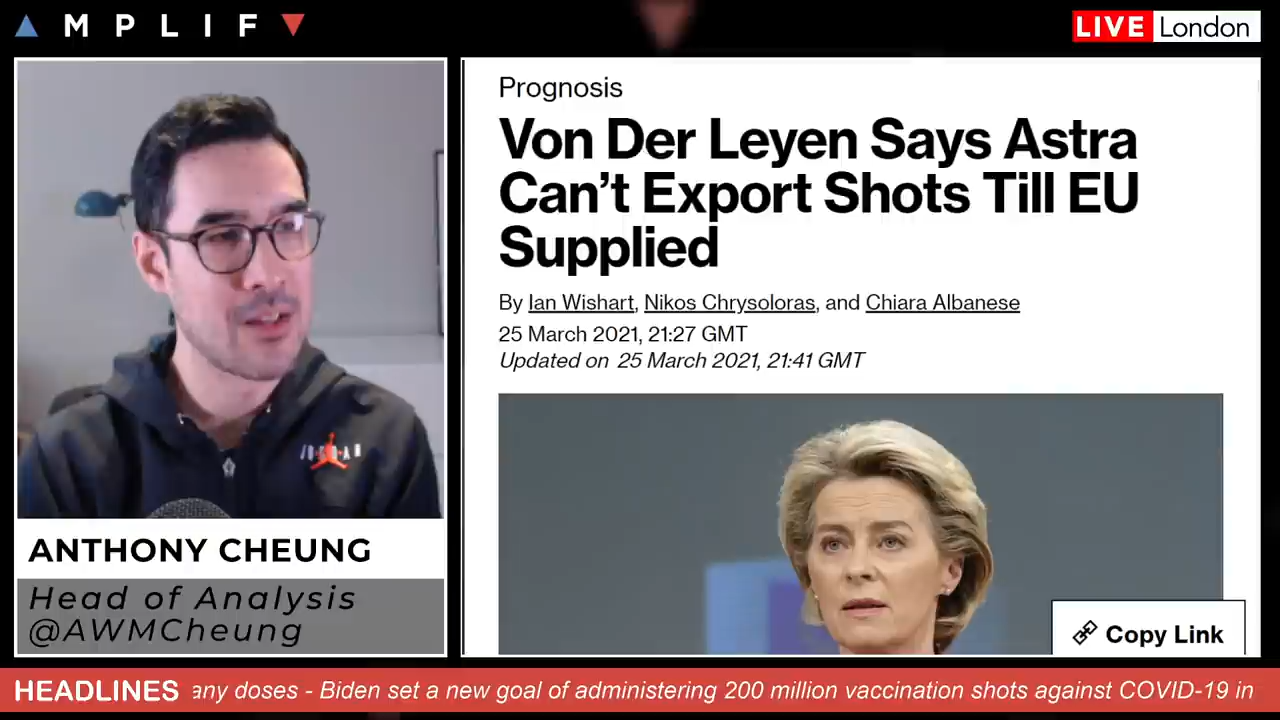 AMPLIFY
LIVE London
Prognosis
Von Der Leyen Says Astra
Can't Export Shots Till EU
Supplied
By Ian Wishart, Nikos Chrysoloras, and Chiara Albanese
25 March 2021, 21:27 GMT
Updated on 25 March 2021, 21:41 GMT
Copy Link
JORDAN
ANTHONY CHEUNG
Head of Analysis
@AWMCheung
HEADLINES any doses - Biden set a new goal of administering 200 million vaccination shots against COVID-19 in